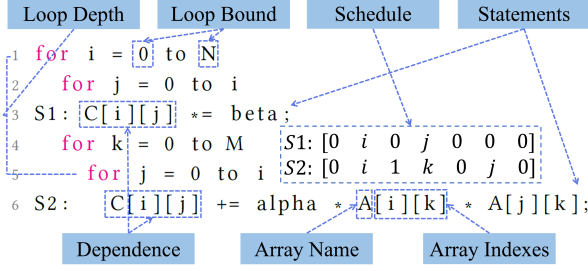 Loop Depth Loop Bound Schedule Statements
1 for i = 0 to N
2 for j = 0 to i
3 S1: C[i][j] *= beta;
4 for k = 0 to M
5 for j = 0 to i
S1: [0 i 0 j 0 0 0]
S2: [0 i 1 k 0 j 0]
6 S2: C[i][j] += alpha * A[i][k] * A[j][k];
Dependence Array Name Array Indexes